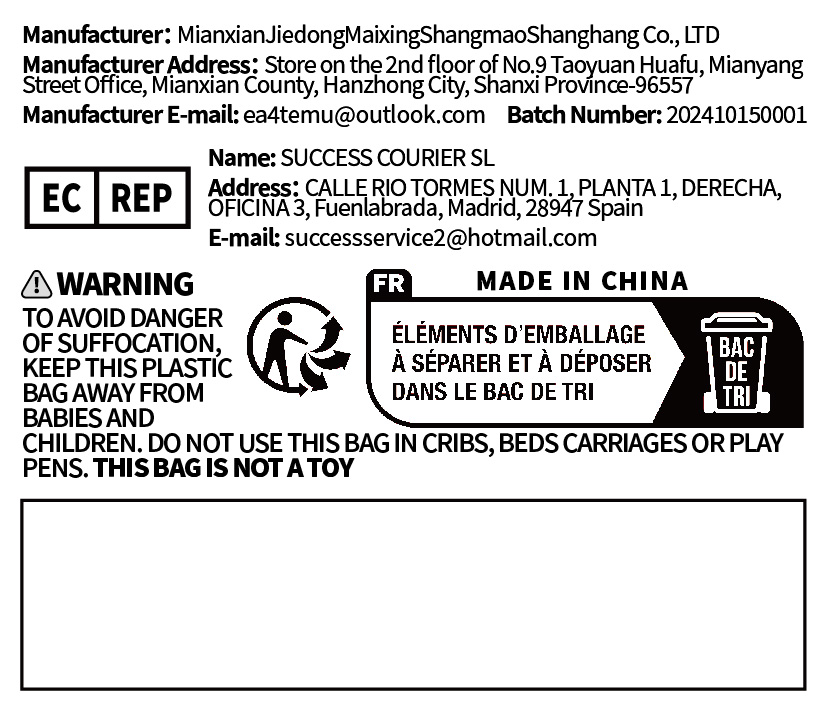 Manufacturer: MianxianJiedongMaixingShangmaoShanghang Co., LTD
Manufacturer Address: Store on the 2nd floor of No.9 Taoyuan Huafu, Mianyang
Street Office, Mianxian County, Hanzhong City, Shanxi Province-96557
Manufacturer E-mail: ea4temu@outlook.com Batch Number: 202410150001
EC REP
Name: SUCCESS COURIER SL
Address: CALLE RIO TORMES NUM. 1, PLANTA 1, DERECHA,
OFICINA 3, Fuenlabrada, Madrid, 28947 Spain
E-mail: successservice2@hotmail.com
WARNING
TO AVOID DANGER
OF SUFFOCATION,
KEEP THIS PLASTIC
BAG AWAY FROM
BABIES AND
CHILDREN. DO NOT USE THIS BAG IN CRIBS, BEDS CARRIAGES OR PLAY
PENS. THIS BAG IS NOT A TOY
FR
MADE IN CHINA
ÉLÉMENTS D'EMBALLAGE
À SÉPARER ET À DÉPOSER
DANS LE BAC DE TRI
BAC
DE
TRI